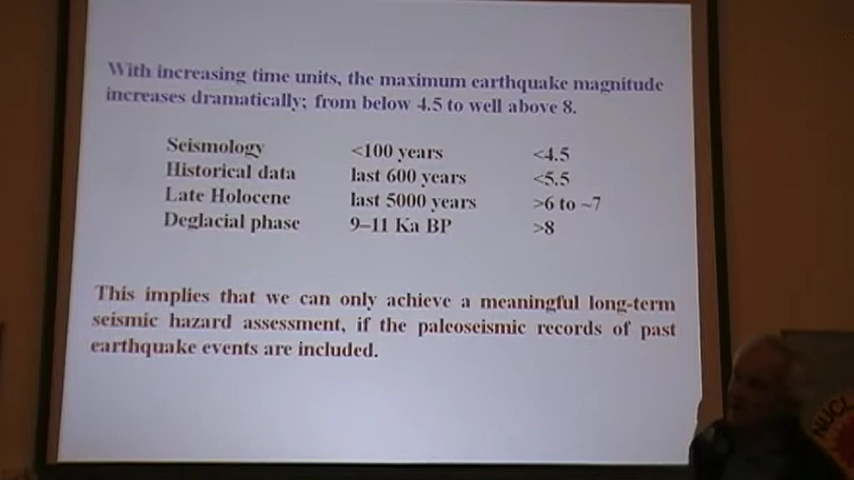 With increasing time units, the maximum earthquake magnitude
increases dramatically; from below 4.5 to well above 8.
Seismology <100 years <4.5
Historical data last 600 years <5.5
Late Holocene last 5000 years >6 to ~7
Deglacial phase 9–11 Ka BP >8
This implies that we can only achieve a meaningful long-term
seismic hazard assessment, if the paleoseismic records of past
earthquake events are included.
NUCL